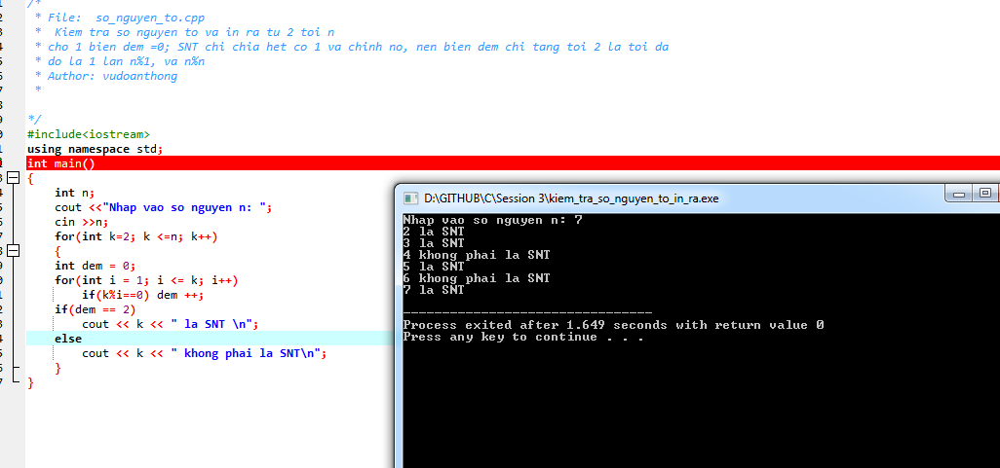 /*
* File:  so_nguyen_to.cpp
*  Kiem tra so nguyen to va in ra tu 2 toi n
* cho 1 bien dem =0; SNT chi chia het co 1 va chinh no, nen bien dem chi tang toi 2 la toi da
* do la 1 lan n%1, va n%n
* Author: vudoanthong
*
*/
#include<iostream>
using namespace std;
int main()
{
int n;
cout <<"Nhap vao so nguyen n: ";
cin >>n;
for(int k=2; k <=n; k++)
{
int dem = 0;
for(int i = 1; i <= k; i++)
if(k%i==0) dem ++;
if(dem == 2)
cout << k << " la SNT \n";
else
cout << k << " khong phai la SNT\n";
}
}
D:\GITHUB\C\Session 3\kiem_tra_so_nguyen_to_in_ra.exe
Nhap vao so nguyen n: 7
2 la SNT
3 la SNT
4 khong phai la SNT
5 la SNT
6 khong phai la SNT
7 la SNT
--------------------------------
Process exited after 1.649 seconds with return value 0
Press any key to continue . . .